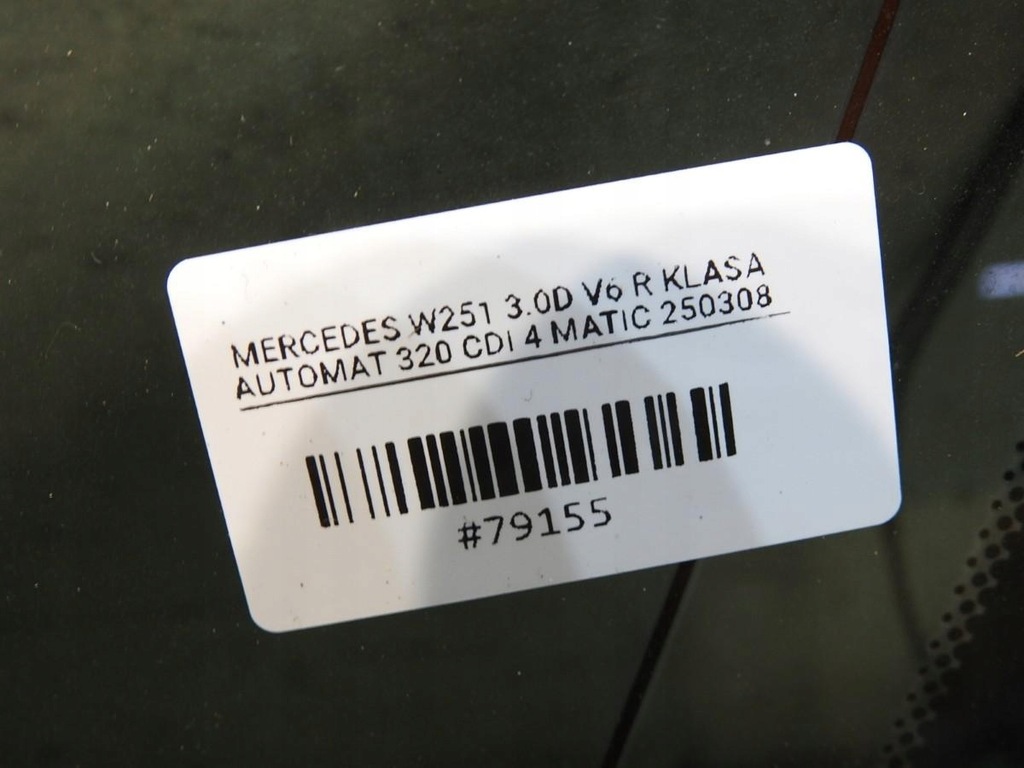 MERCEDES W251 3.0D V6 R KLASA
AUTOMAT 320 CDI 4 MATIC 250308
#79155